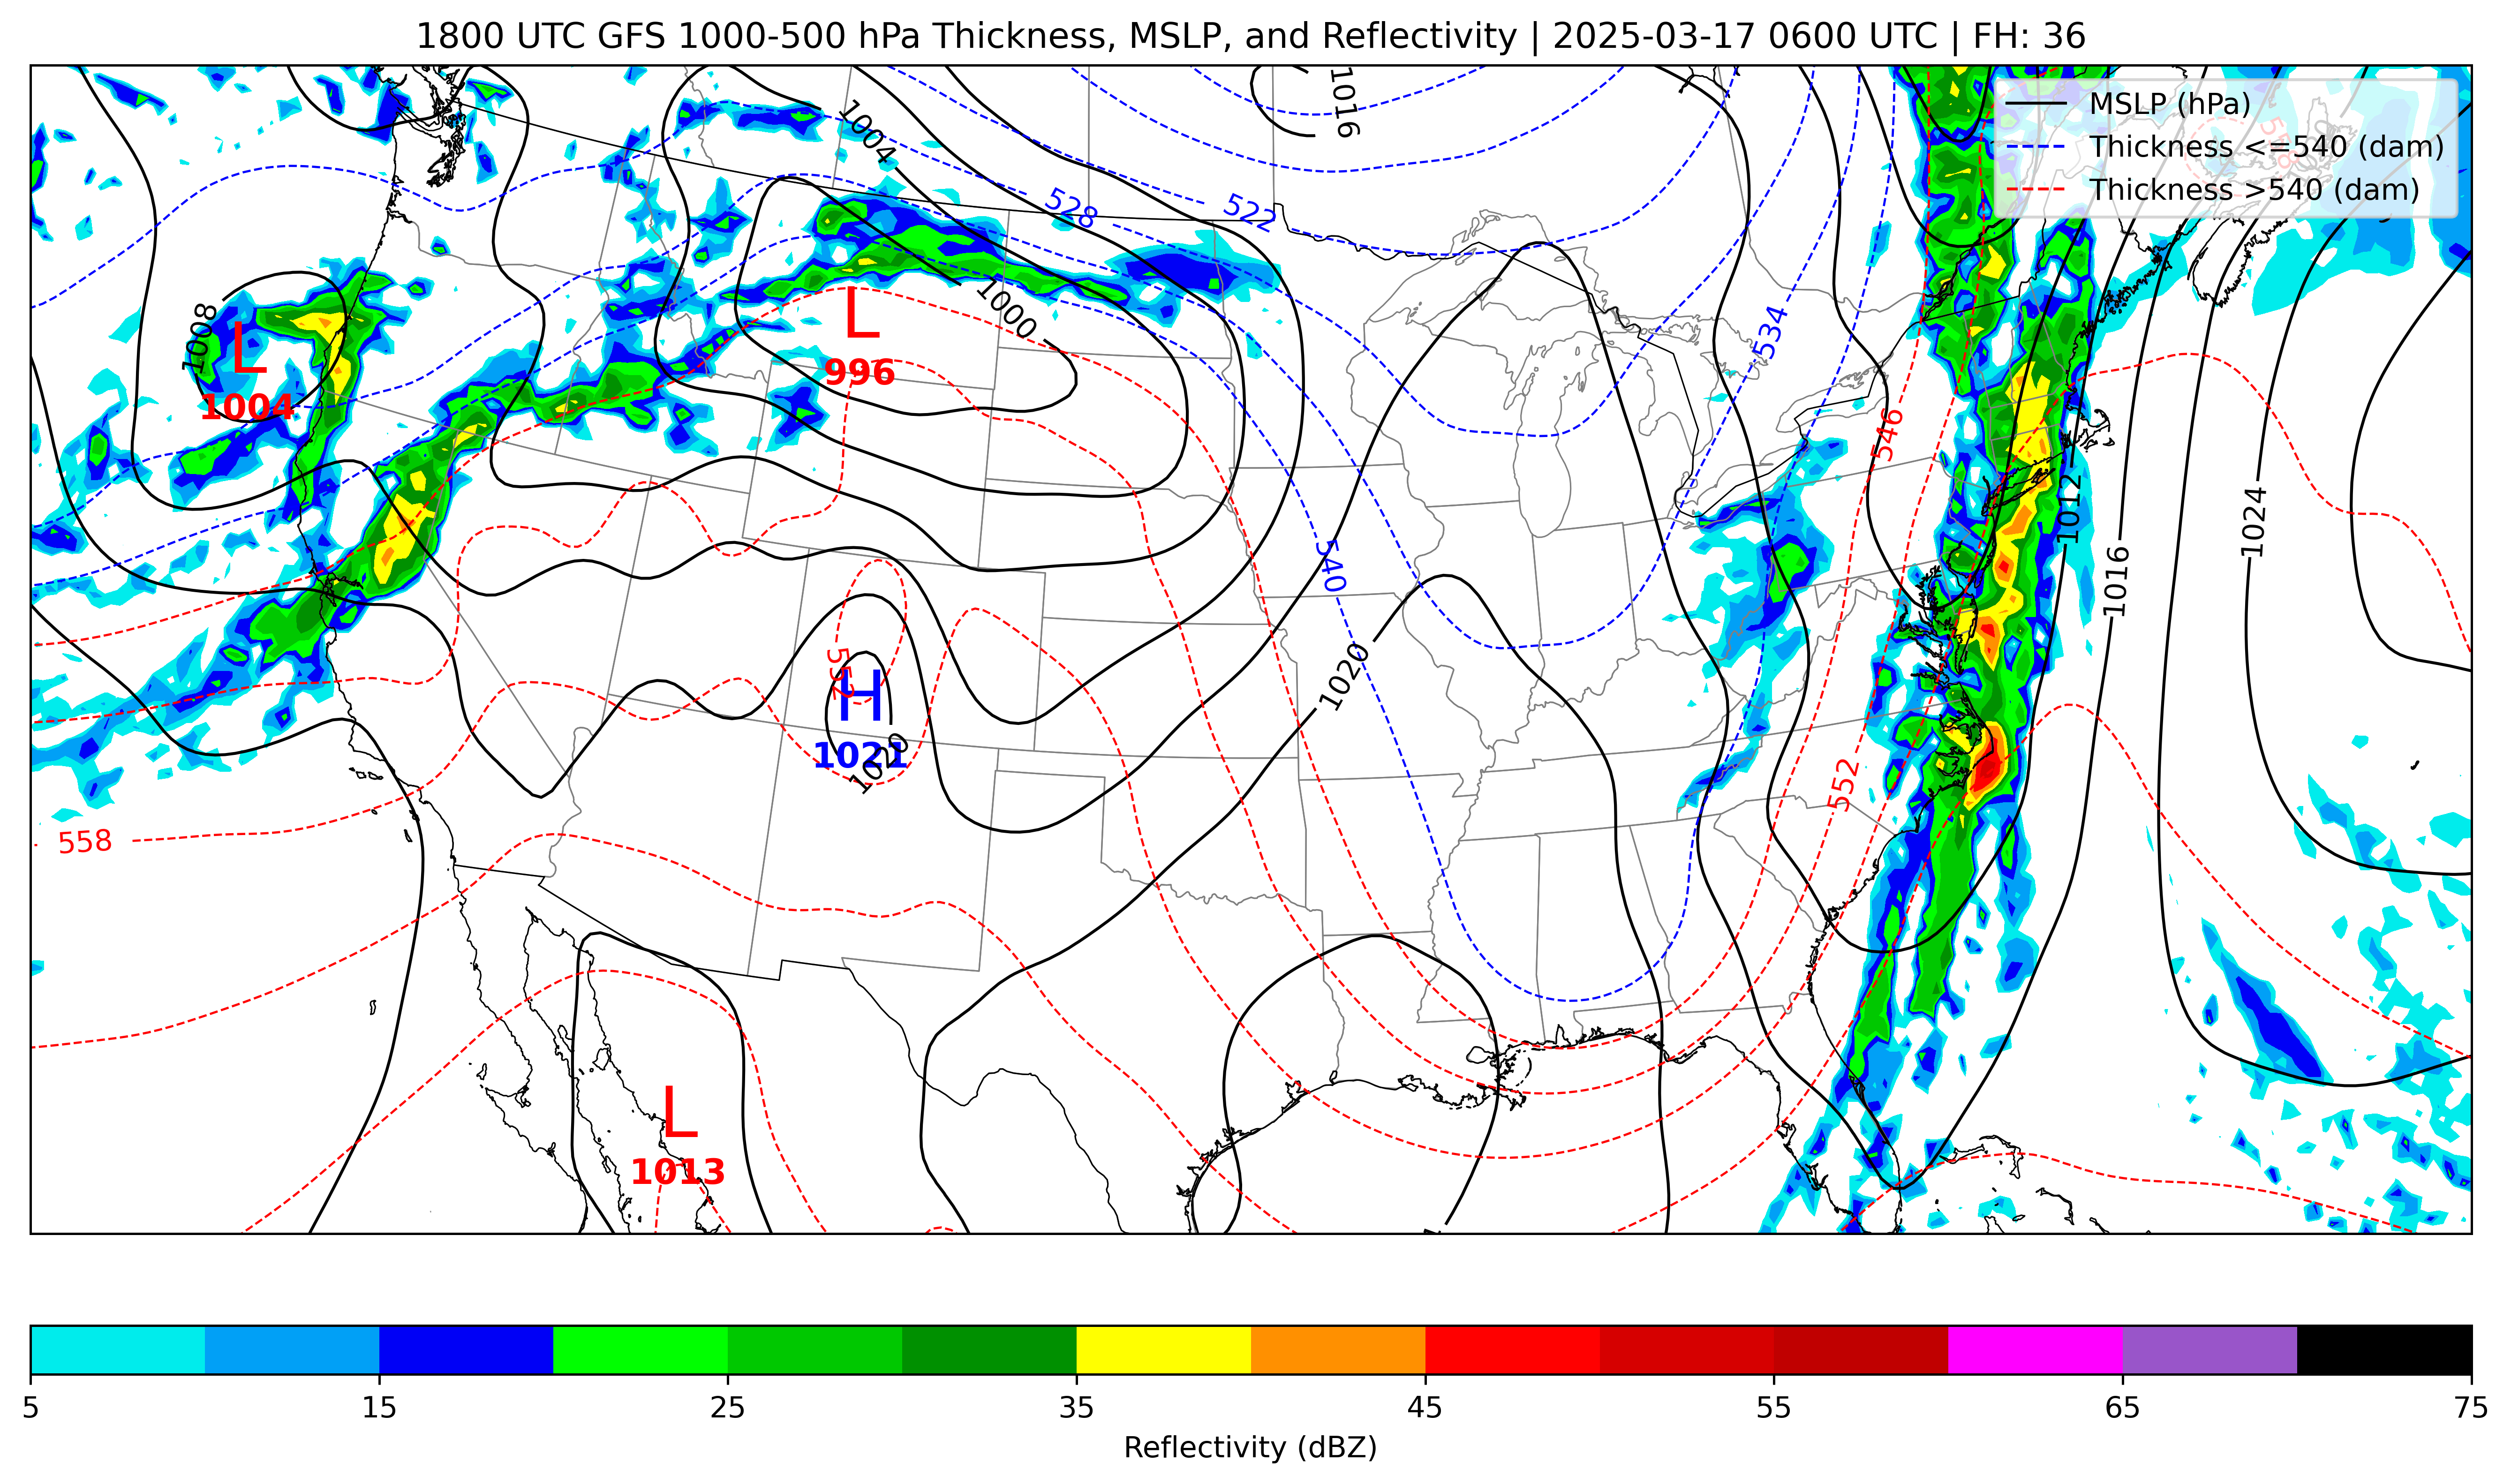 1800 UTC GFS 1000-500 hPa Thickness, MSLP, and Reflectivity | 2025-03-17 0600 UTC | FH: 36
MSLP (hPa)
Thickness <=540 (dam)
Thickness >540 (dam)
1016
1004
528
522
1008
1000
534
L
1004
L
996
546
1012
1024
1016
540
552
H
1021
1020
1020
552
558
L
1013
5 15 25 35 45 55 65 75
Reflectivity (dBZ)